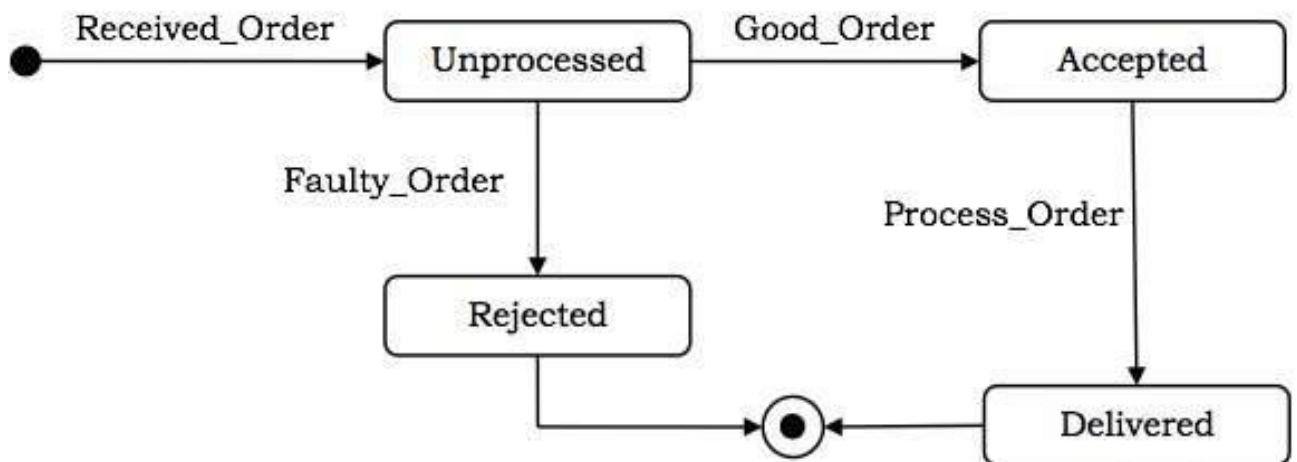 Received_Order
Unprocessed
Good_Order
Accepted
Faulty_Order
Process_Order
Rejected
Delivered